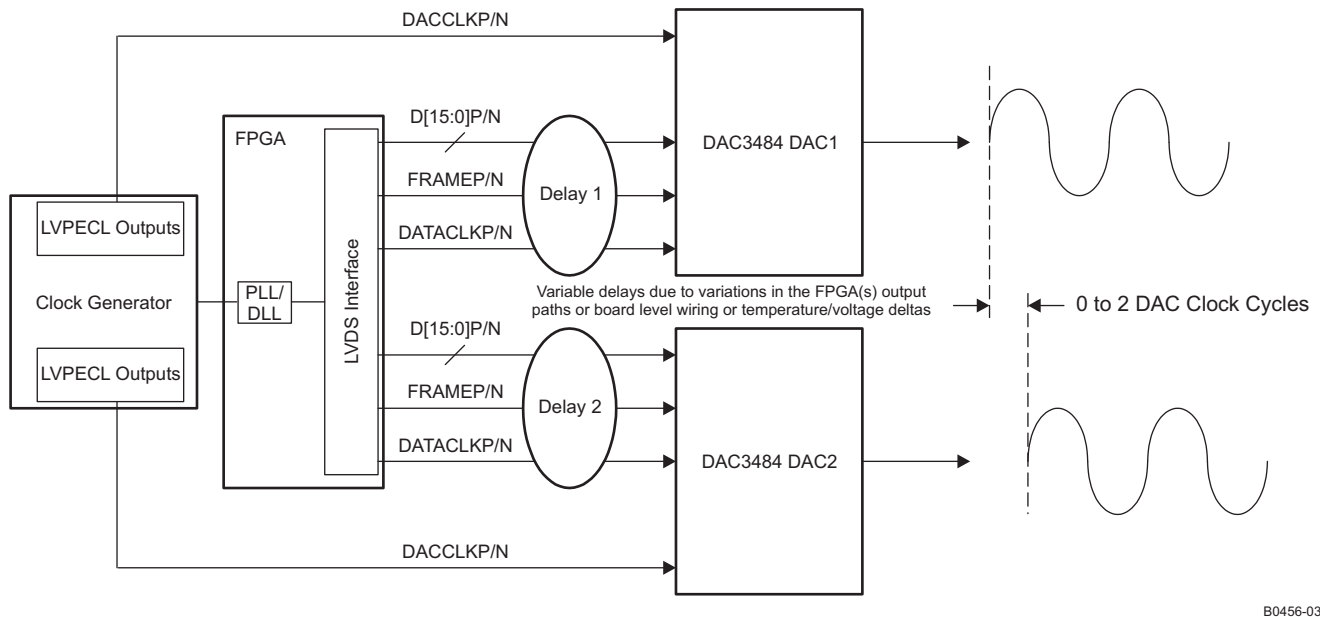 DACCLKP/N
FPGA
D[15:0]P/N
FRAMEP/N
DATACLKP/N
Delay 1
DAC3484 DAC1
LVPECL Outputs
Clock Generator
LVPECL Outputs
PLL/
DLL
LVDS Interface
Variable delays due to variations in the FPGA(s) output
paths or board level wiring or temperature/voltage deltas
0 to 2 DAC Clock Cycles
D[15:0]P/N
FRAMEP/N
DATACLKP/N
Delay 2
DAC3484 DAC2
DACCLKP/N
B0456-03